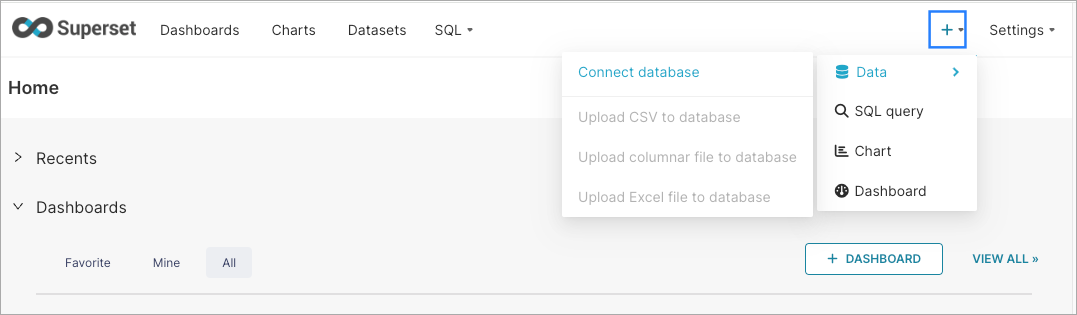 Superset Dashboards Charts Datasets SQL + Settings
Connect database Data
Home
Upload CSV to database SQL query
Upload columnar file to database Chart
Recents
Upload Excel file to database Dashboard
Dashboards
Favorite Mine All + DASHBOARD VIEW ALL »